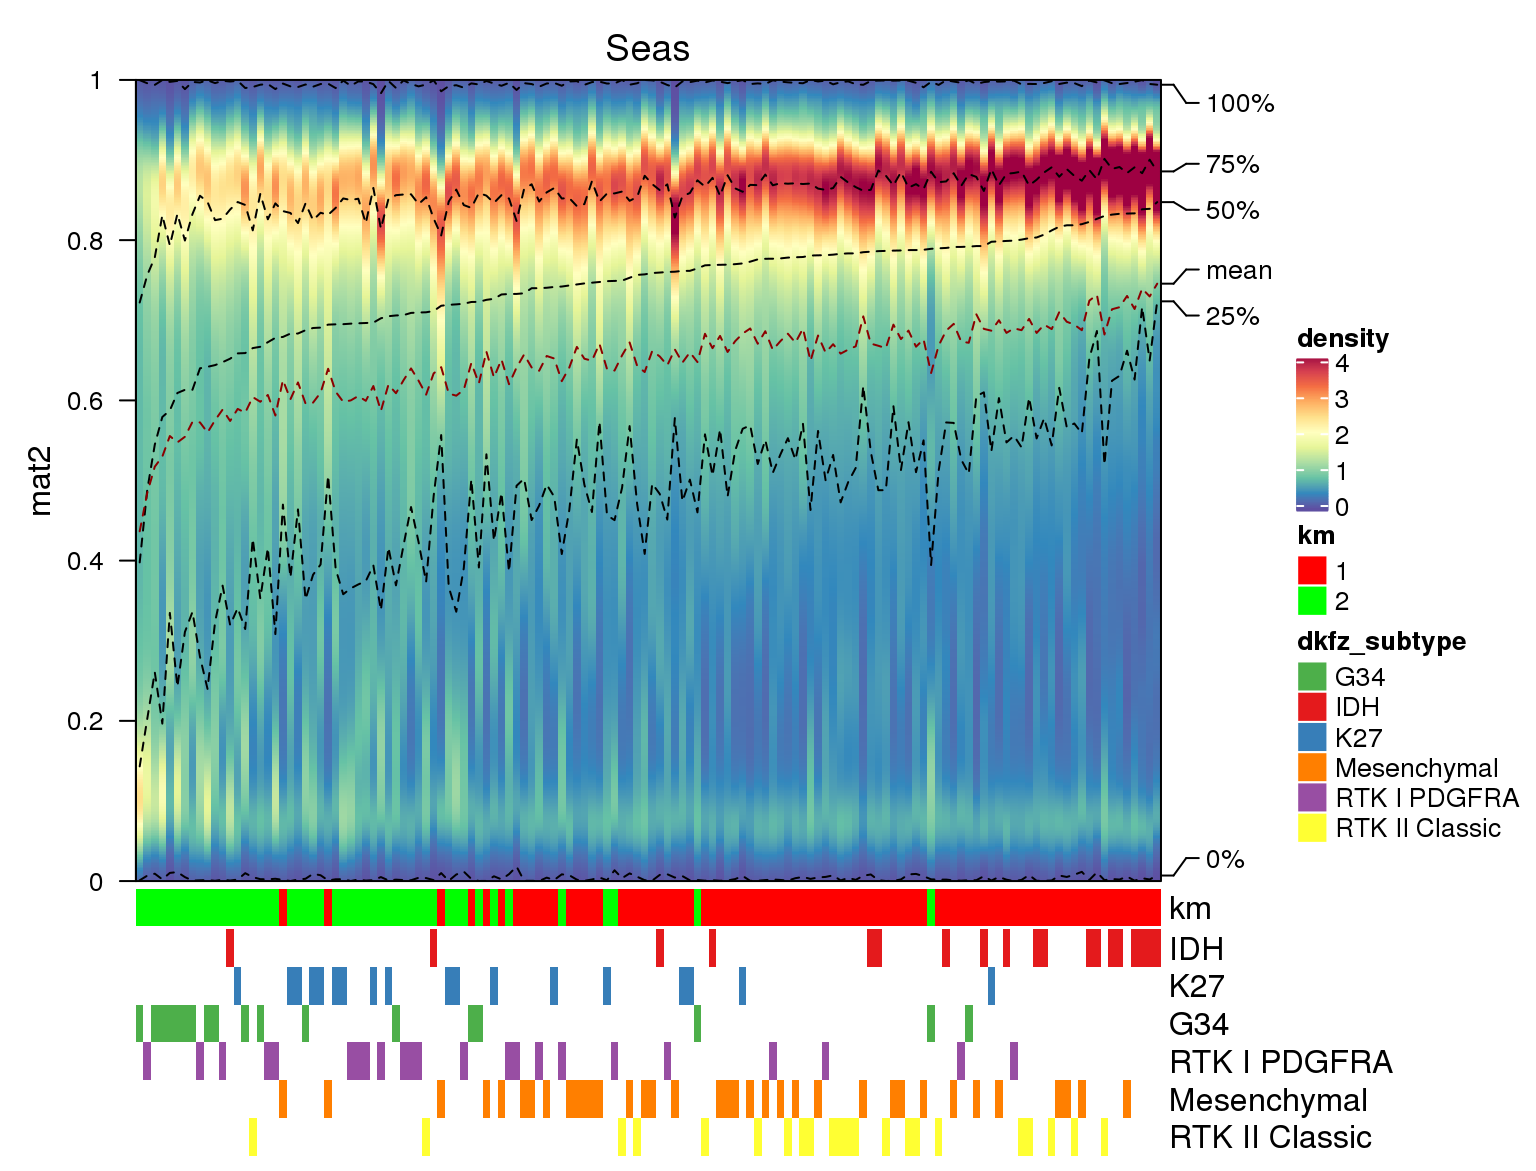 Seas
mat2
1
0.8
0.6
0.4
0.2
0
100%
75%
50%
mean
25%
0%
density
4
3
2
1
0
km
1
2
dkfz_subtype
G34
IDH
K27
Mesenchymal
RTK I PDGFRA
RTK II Classic
km
IDH
K27
G34
RTK I PDGFRA
Mesenchymal
RTK II Classic